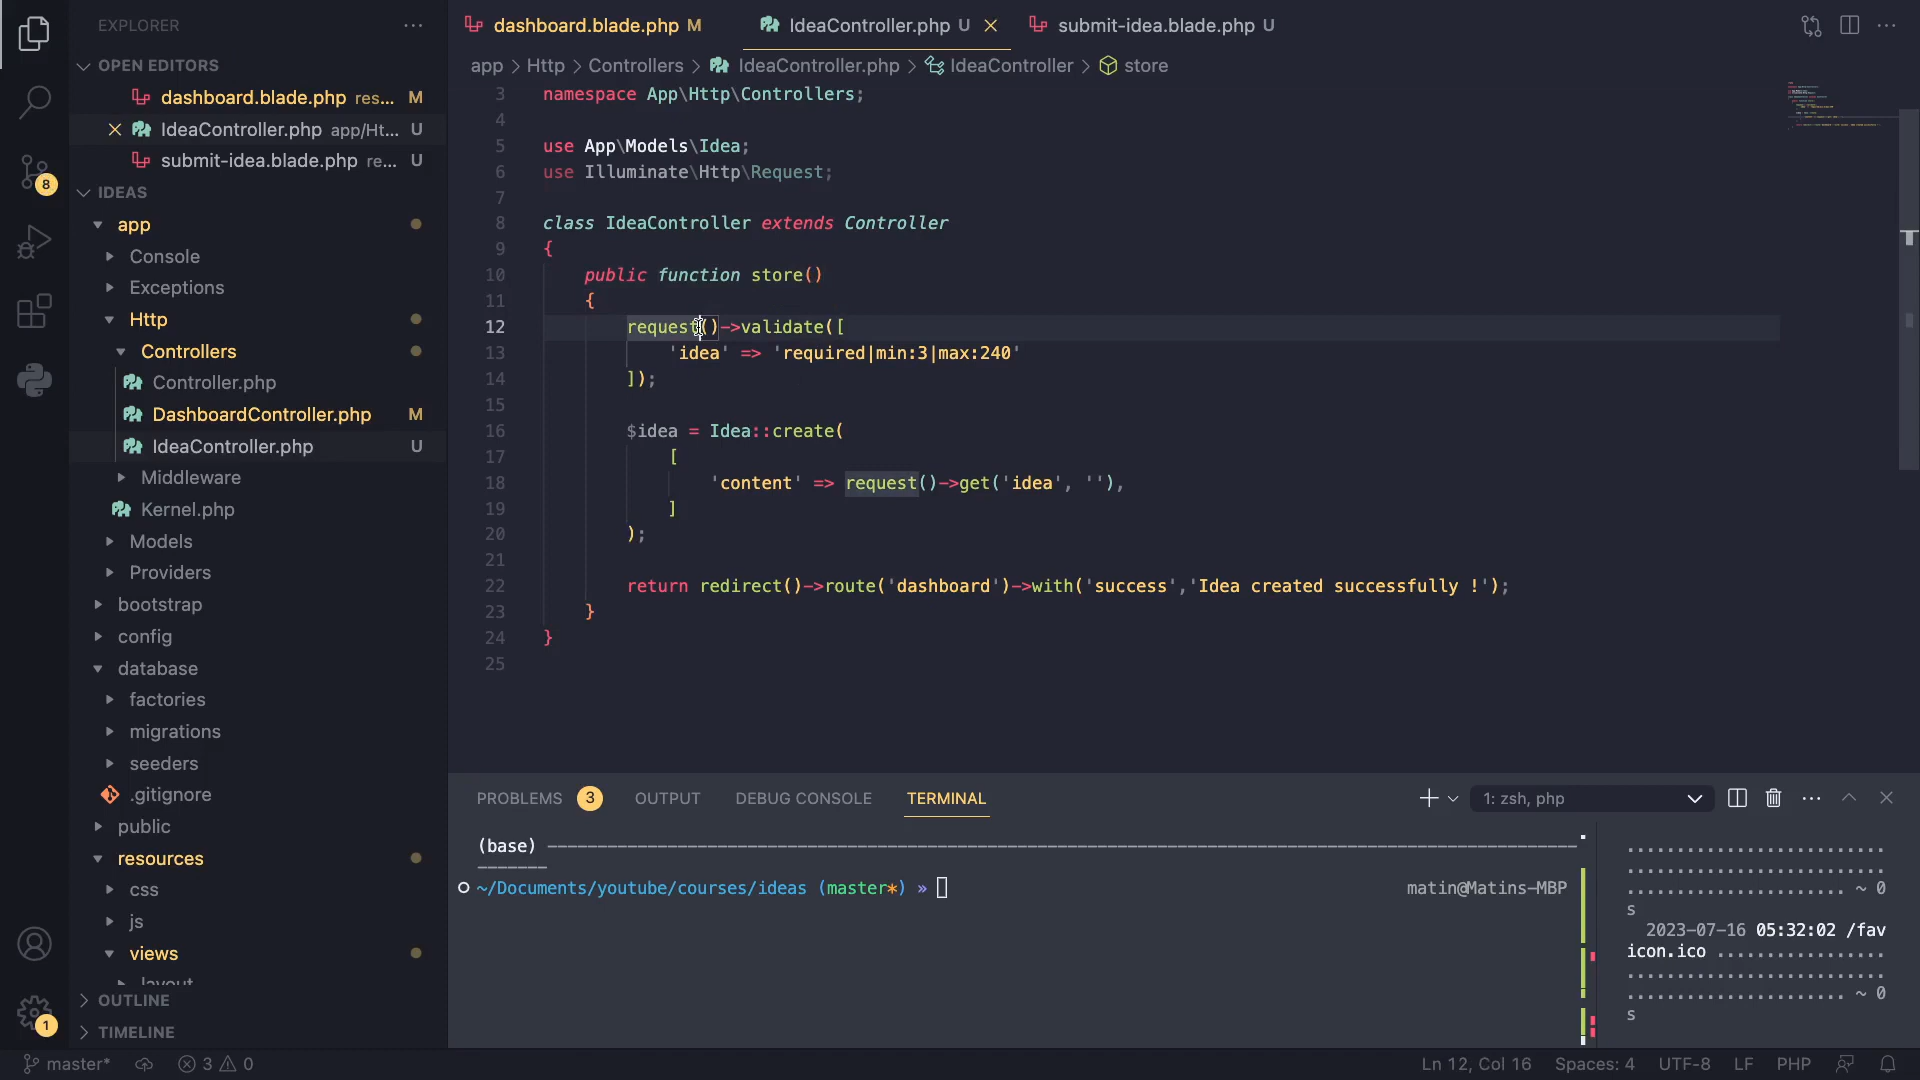 EXPLORER
OPEN EDITORS
dashboard.blade.php res... M
IdeaController.php app/Ht... U
submit-idea.blade.php re... U
IDEAS
app
Console
Exceptions
Http
Controllers
Controller.php
DashboardController.php M
IdeaController.php U
Middleware
Kernel.php
Models
Providers
bootstrap
config
database
factories
migrations
seeders
.gitignore
public
resources
css
js
views
layout
OUTLINE
TIMELINE
8
1
dashboard.blade.php M
IdeaController.php U
submit-idea.blade.php U
app > Http > Controllers > IdeaController.php > IdeaController > store
3 namespace App\Http\Controllers;
4
5 use App\Models\Idea;
6 use Illuminate\Http\Request;
7
8 class IdeaController extends Controller
9 {
10 public function store()
11 {
12 request()->validate([
13 'idea' => 'required|min:3|max:240'
14 ]);
15
16 $idea = Idea::create(
17 [
18 'content' => request()->get('idea', ''),
19 ]
20 );
21
22 return redirect()->route('dashboard')->with('success','Idea created successfully !');
23 }
24 }
25
PROBLEMS 3 OUTPUT DEBUG CONSOLE TERMINAL
1: zsh, php
(base) ----------------------------------------------------------------
-------
~/Documents/youtube/courses/ideas (master*) »
matin@Matins-MBP
.........................
.........................
..................... ~ 0
s
2023-07-16 05:32:02 /fav
icon.ico ................
.........................
..................... ~ 0
s
master* 3 0
Ln 12, Col 16 Spaces: 4 UTF-8 LF PHP